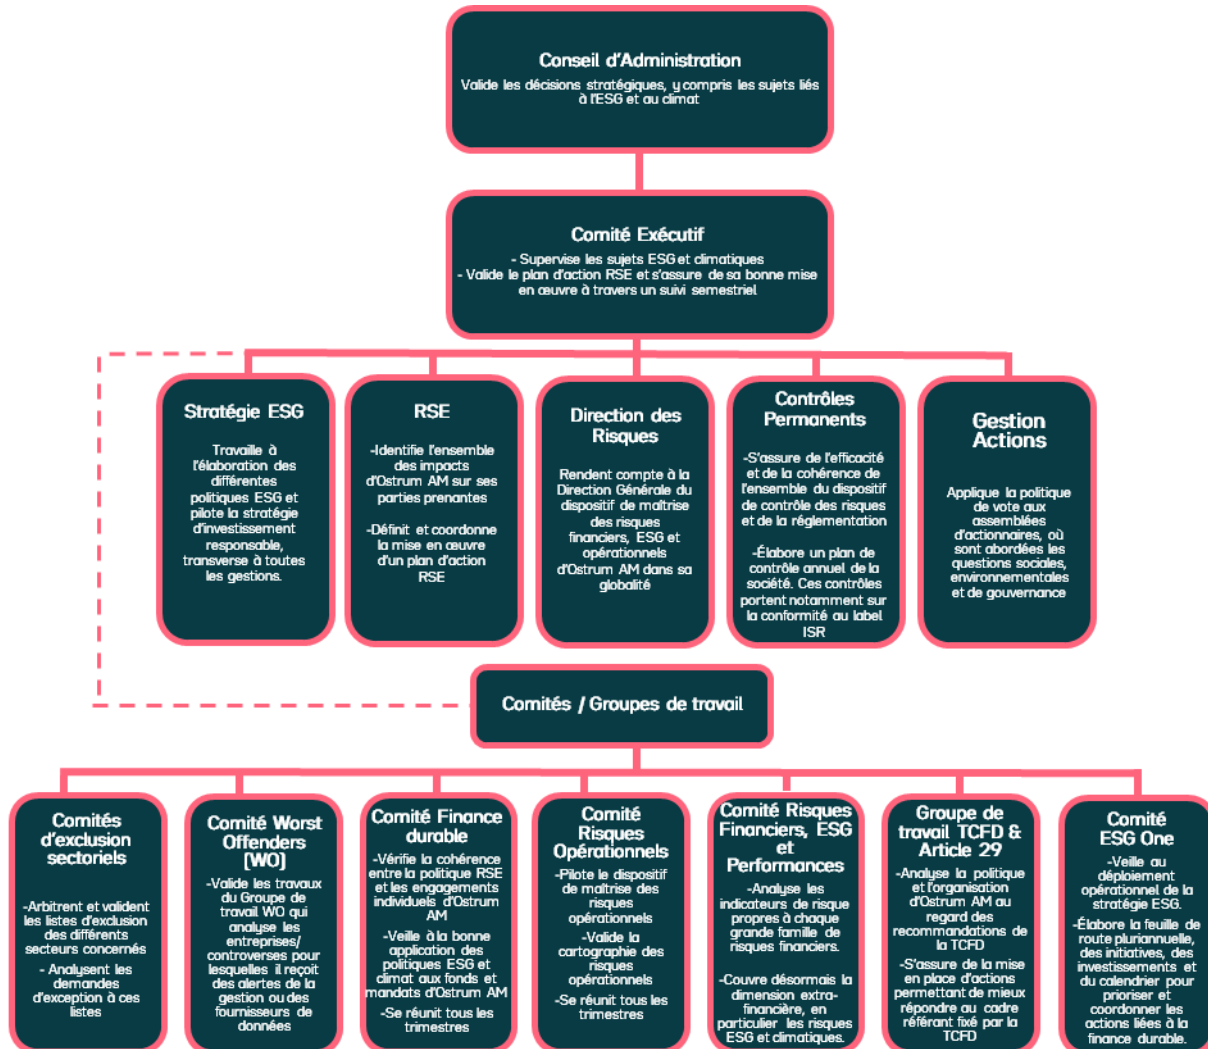 Conseil d'Administration
Valide les décisions stratégiques, y compris les sujets liés
à l'ESG et au climat
Comité Exécutif
- Supervise les sujets ESG et climatiques
- Valide le plan d'action RSE et s'assure de sa bonne mise
en œuvre à travers un suivi semestriel
Stratégie ESG
Travaille à
l'élaboration des
différentes
politiques ESG et
pilote la stratégie
d'investissement
responsable,
transverse à toutes
les gestions.
RSE
-Identifie l'ensemble
des impacts
d'Ostrum AM sur ses
parties prenantes
-Définit et coordonne
la mise en œuvre
d'un plan d'action
RSE
Direction des
Risques
Rendent compte à la
Direction Générale du
dispositif de maîtrise
des risques
financiers, ESG et
opérationnels
d'Ostrum AM dans sa
globalité
Contrôles
Permanents
-S'assure de l'efficacité
et de la cohérence de
l'ensemble du dispositif
de contrôle des risques
et de la réglementation
-Élabore un plan de
contrôle annuel de la
société. Ces contrôles
portent notamment sur
la conformité au label
ISR
Gestion
Actions
Applique la politique
de vote aux
assemblées
d'actionnaires, où
sont abordées les
questions sociales,
environnementales
et de gouvernance
Comités / Groupes de travail
Comités
d'exclusion
sectoriels
-Arbitrent et valident
les listes d'exclusion
des différents
secteurs concernés
- Analysent les
demandes
d'exception à ces
listes
Comité Worst
Offenders
(WO)
-Valide les travaux
du Groupe de
travail WO qui
analyse les
entreprises/
controverses pour
lesquelles il reçoit
des alertes de la
gestion ou des
fournisseurs de
données
Comité Finance
durable
-Vérifie la cohérence
entre la politique RSE
et les engagements
individuels d'Ostrum
AM
-Veille à la bonne
application des
politiques ESG et
climat aux fonds et
mandats d'Ostrum AM
-Se réunit tous les
trimestres
Comité
Risques
Opérationnels
-Pilote le dispositif de
maîtrise des
risques
opérationnels
-Valide la
cartographie des
risques
opérationnels
-Se réunit tous les
trimestres
Comité Risques
Financiers, ESG
et
Performances
-Analyse les
indicateurs de risque
propres à chaque
grande famille de
risques financiers.
-Couvre désormais la
dimension extra-
financière, en
particulier les risques
ESG et climatiques.
Groupe de
travail TCFD &
Article 29
-Analyse la politique
et l'organisation
d'Ostrum AM au
regard des
recommandations de
la TCFD
-S'assure de la mise
en place d'actions
permettant de mieux
répondre au cadre
référant fixé par la
TCFD
Comité
ESG One
-Veille au
déploiement
opérationnel de la
stratégie ESG.
-Élabore la feuille de
route pluriannuelle,
des initiatives, des
investissements et
du calendrier pour
prioriser et
coordonner les
actions liées à la
finance durable.